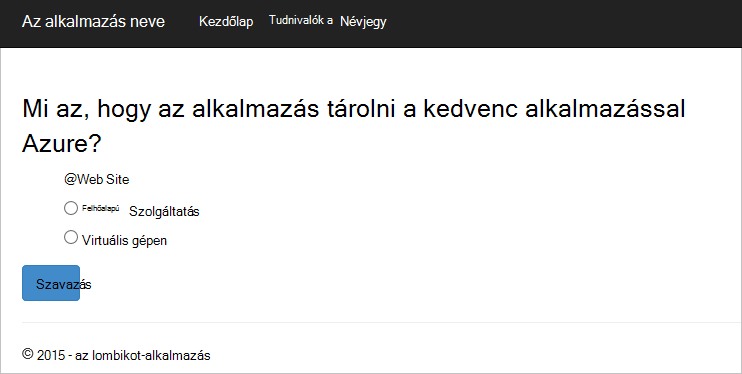 Az alkalmazás neve Kezdőlap Tudnivalók a Névjegy
Mi az, hogy az alkalmazás tárolni a kedvenc alkalmazással
Azure?
@Web Site
Felhőalapú Szolgáltatás
Virtuális gépen
Szavazás
© 2015 - az lombikot-alkalmazás